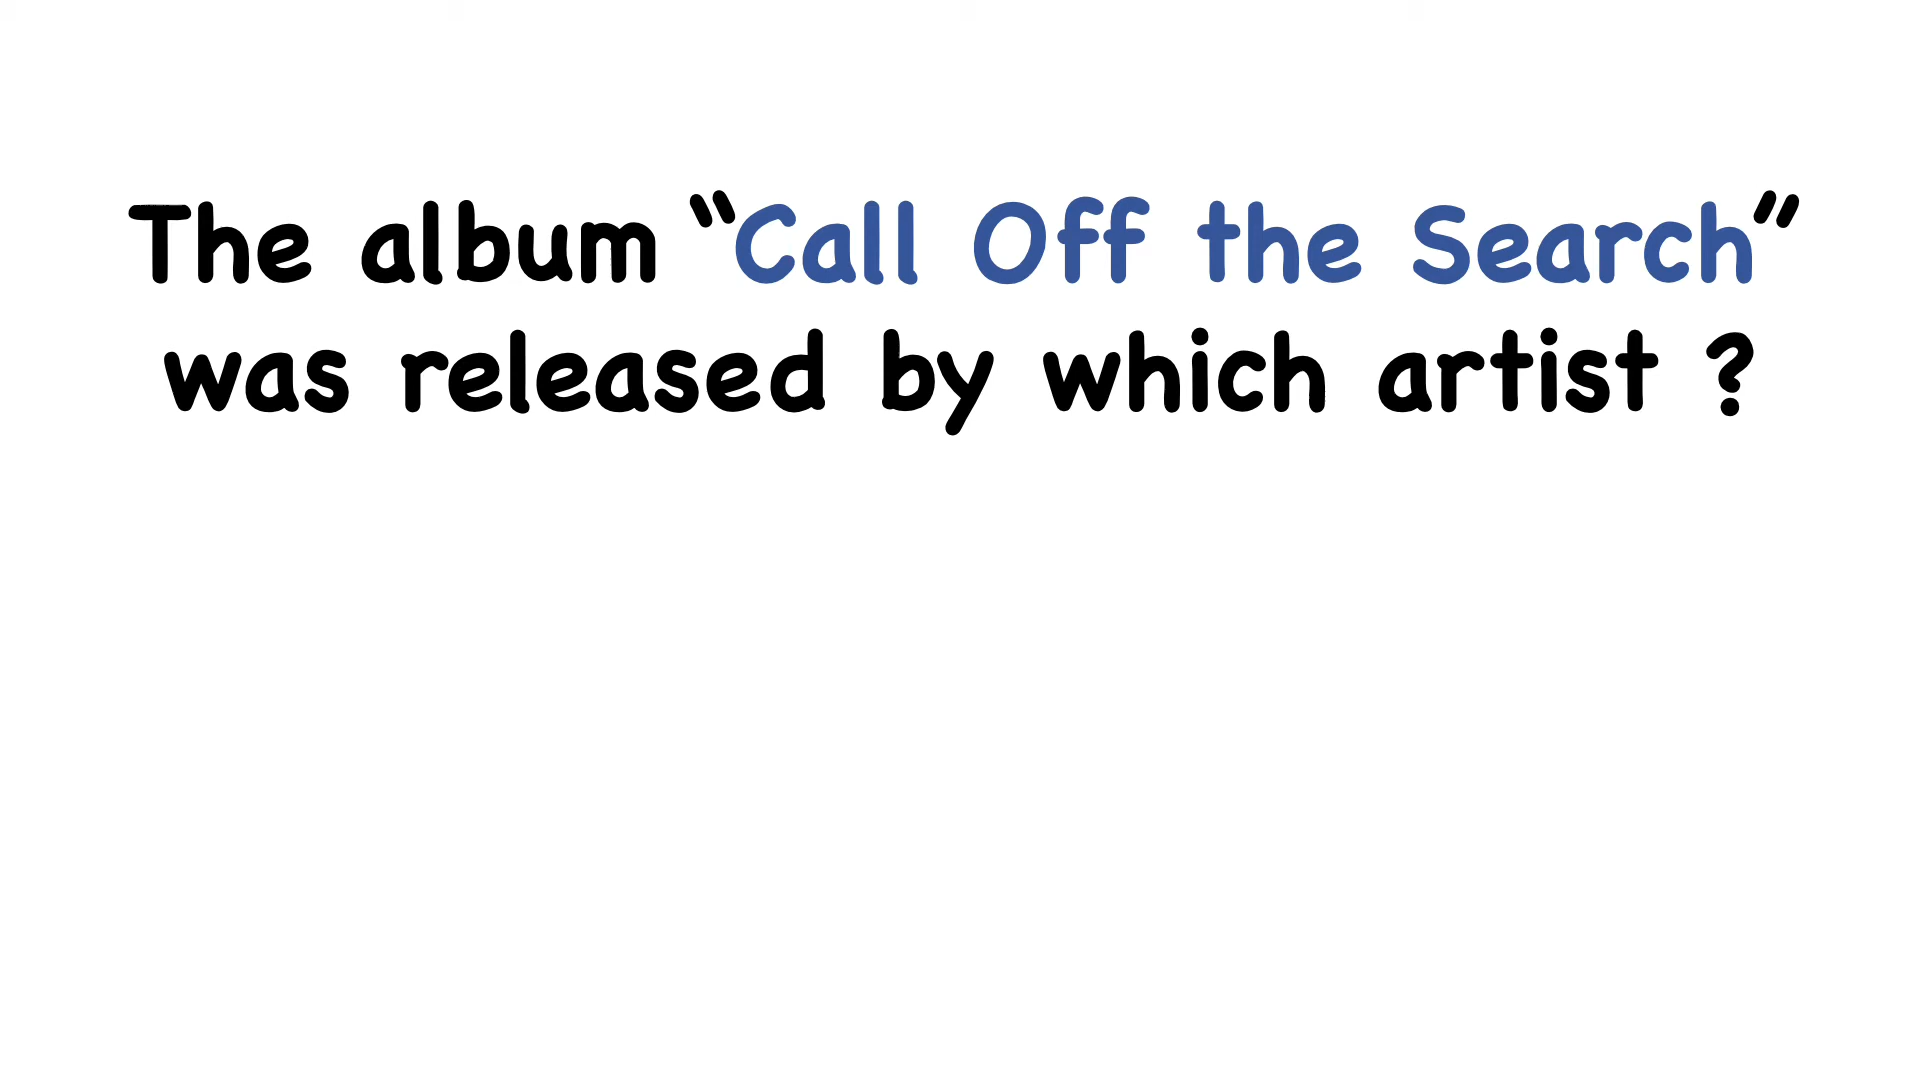 The album “Call Off the Search”
was released by which artist ?